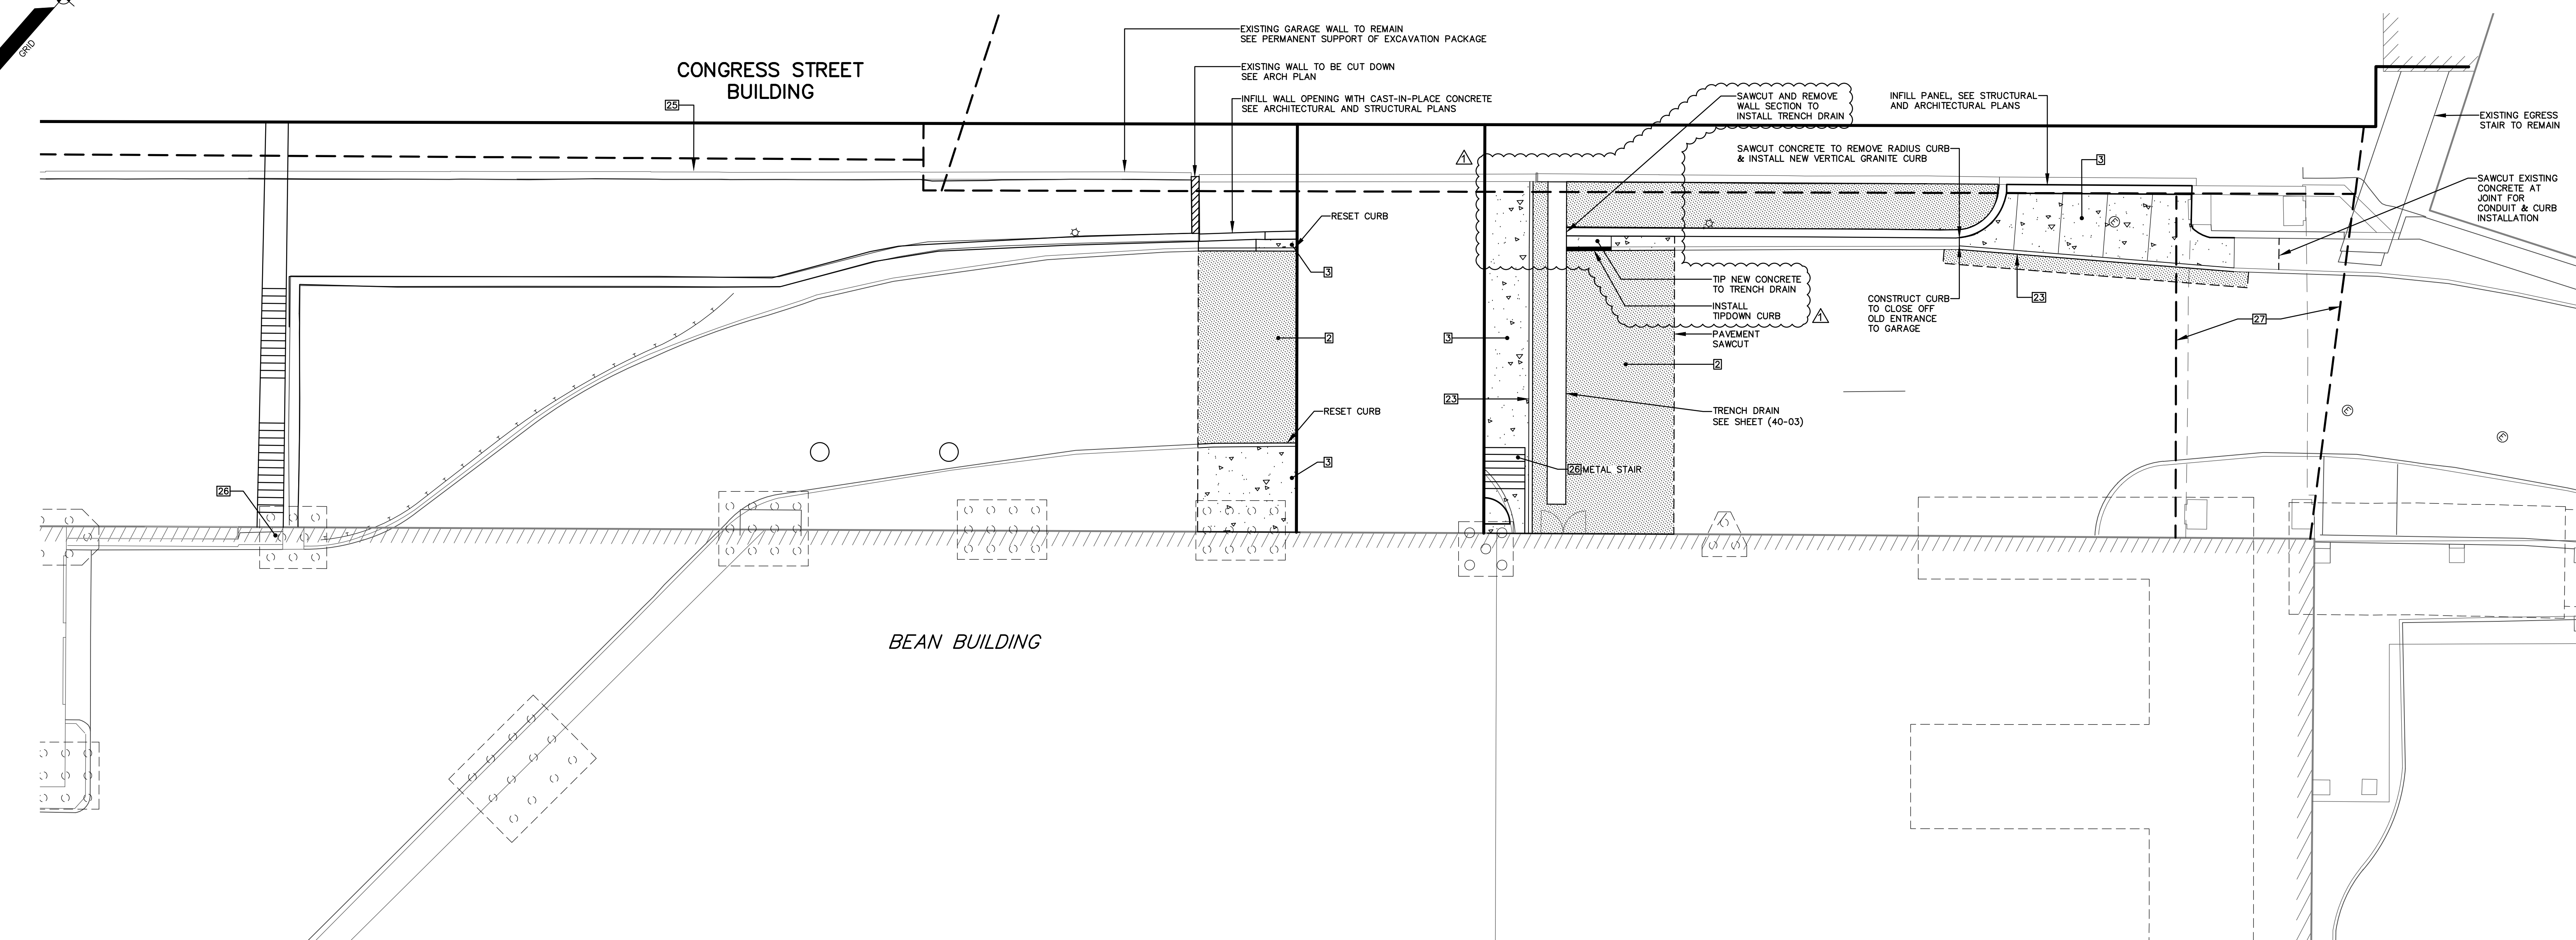 GRID
CONGRESS STREET
BUILDING
25
EXISTING GARAGE WALL TO REMAIN
SEE PERMANENT SUPPORT OF EXCAVATION PACKAGE
EXISTING WALL TO BE CUT DOWN
SEE ARCH PLAN
INFILL WALL OPENING WITH CAST-IN-PLACE CONCRETE
SEE ARCHITECTURAL AND STRUCTURAL PLANS
SAWCUT AND REMOVE
WALL SECTION TO
INSTALL TRENCH DRAIN
INFILL PANEL, SEE STRUCTURAL
AND ARCHITECTURAL PLANS
EXISTING EGRESS
STAIR TO REMAIN
SAWCUT CONCRETE TO REMOVE RADIUS CURB
& INSTALL NEW VERTICAL GRANITE CURB
3
1
SAWCUT EXISTING
CONCRETE AT
JOINT FOR
CONDUIT & CURB
INSTALLATION
RESET CURB
E
3
TIP NEW CONCRETE
TO TRENCH DRAIN
INSTALL
TIPDOWN CURB
1
CONSTRUCT CURB
TO CLOSE OFF
OLD ENTRANCE
TO GARAGE
23
27
2
3
PAVEMENT
SAWCUT
2
23
RESET CURB
TRENCH DRAIN
SEE SHEET (40-03)
E
E
3
26 METAL STAIR
26
BEAN BUILDING